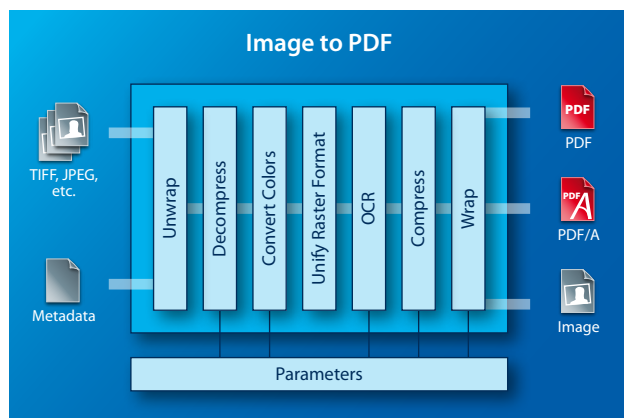 Image to PDF
TIFF, JPEG,
etc.
Metadata
Unwrap
Decompress
Convert Colors
Unify Raster Format
OCR
Compress
Wrap
PDF
PDF
PDF
A
PDF/A
Image
Parameters